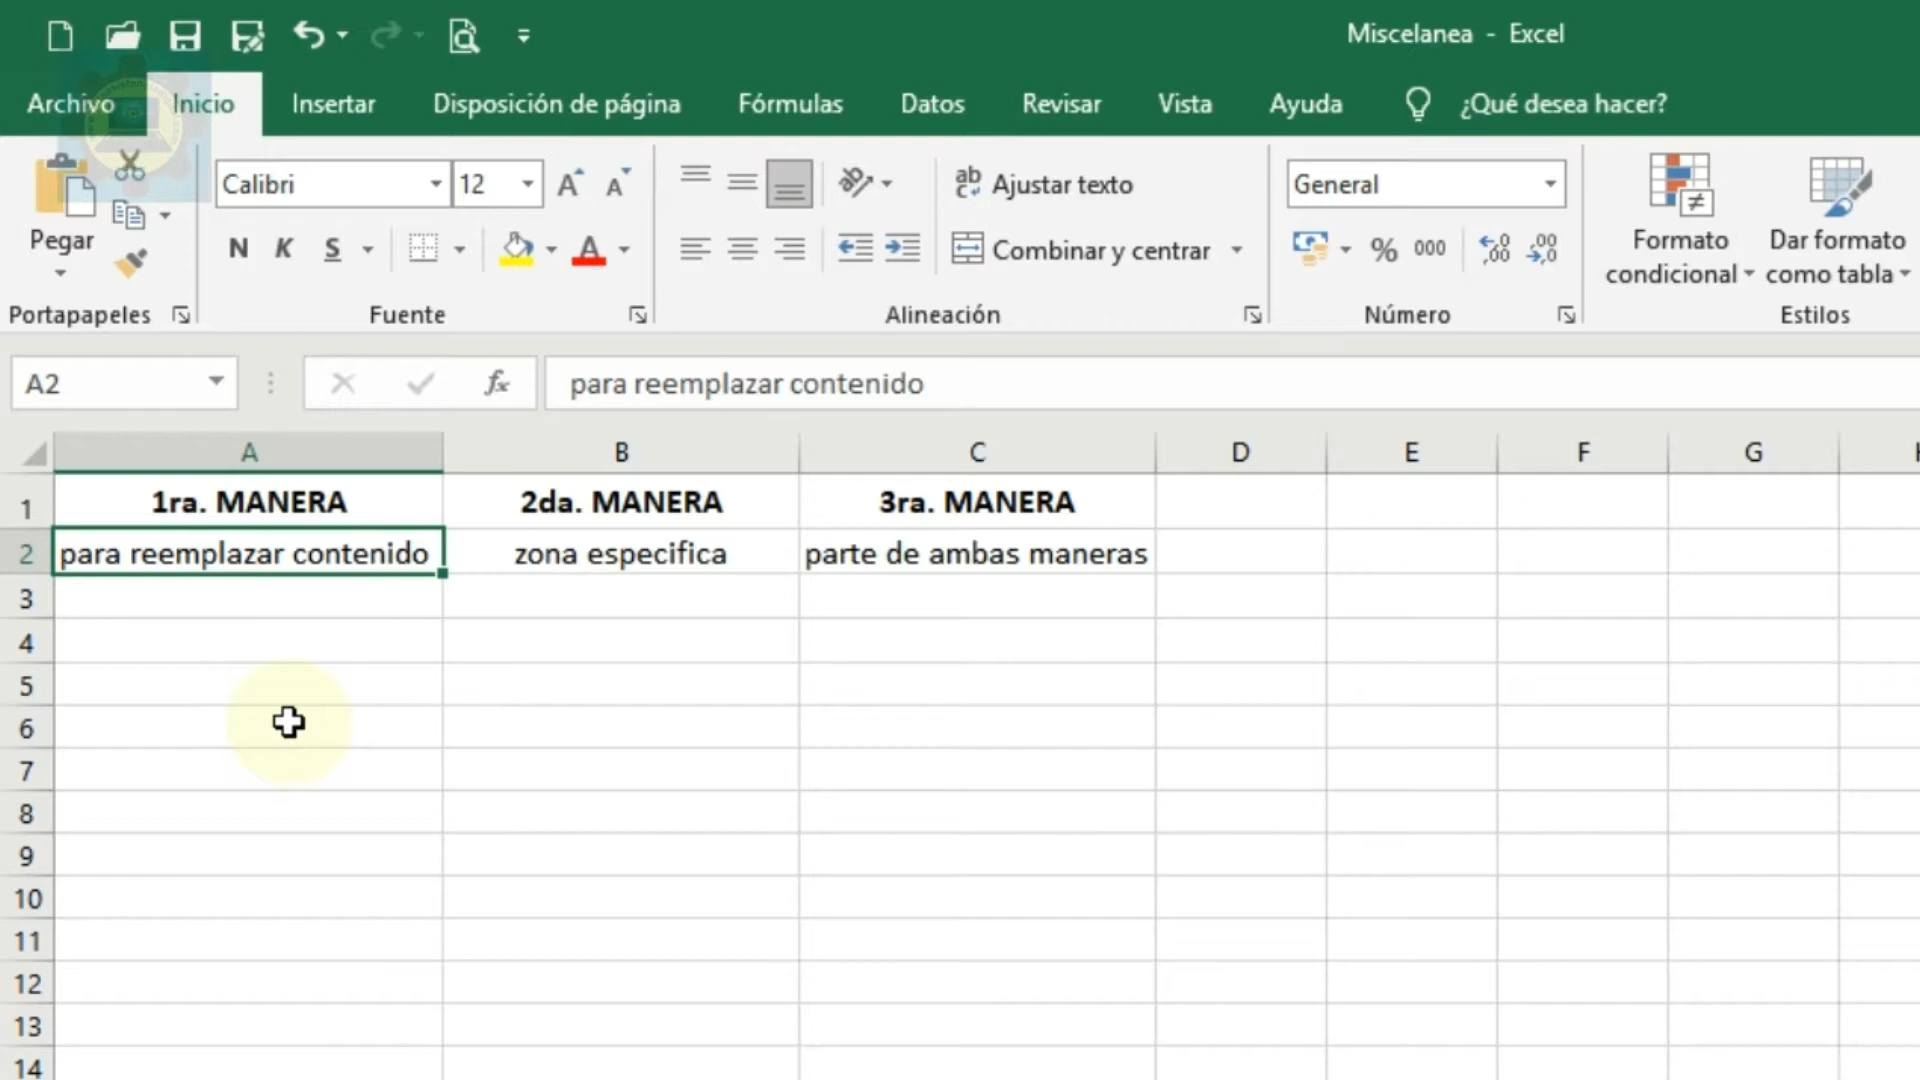 Miscelanea - Excel
Archivo Inicio Insertar Disposición de página Fórmulas Datos Revisar Vista Ayuda ¿Qué desea hacer?
Calibri 12 ab c Ajustar texto General
Pegar N K S A Combinar y centrar % 000 Formato condicional Dar formato como tabla
Portapapeles Fuente Alineación Número Estilos
A2 fx para reemplazar contenido
A B C D E F G
1 1ra. MANERA 2da. MANERA 3ra. MANERA
2 para reemplazar contenido zona especifica parte de ambas maneras
3
4
5
6
7
8
9
10
11
12
13
14